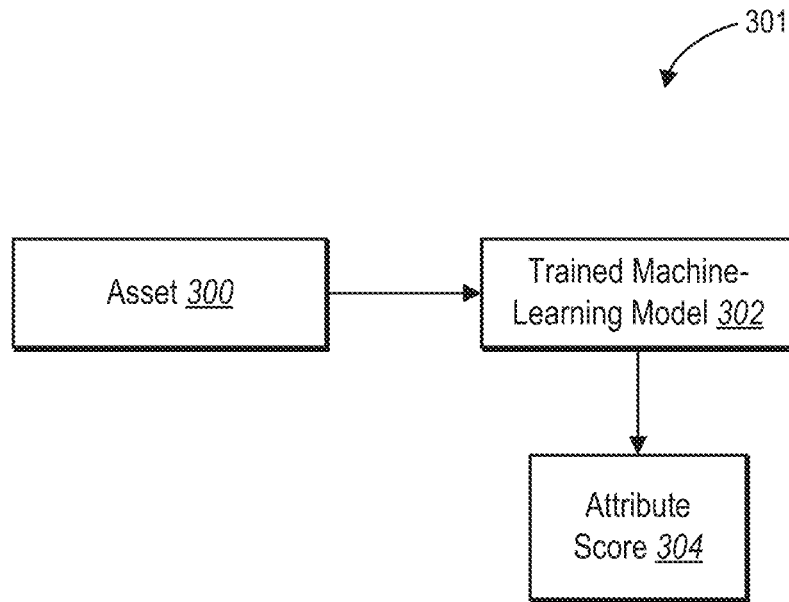 301
Asset 300
Trained Machine-
Learning Model 302
Attribute
Score 304